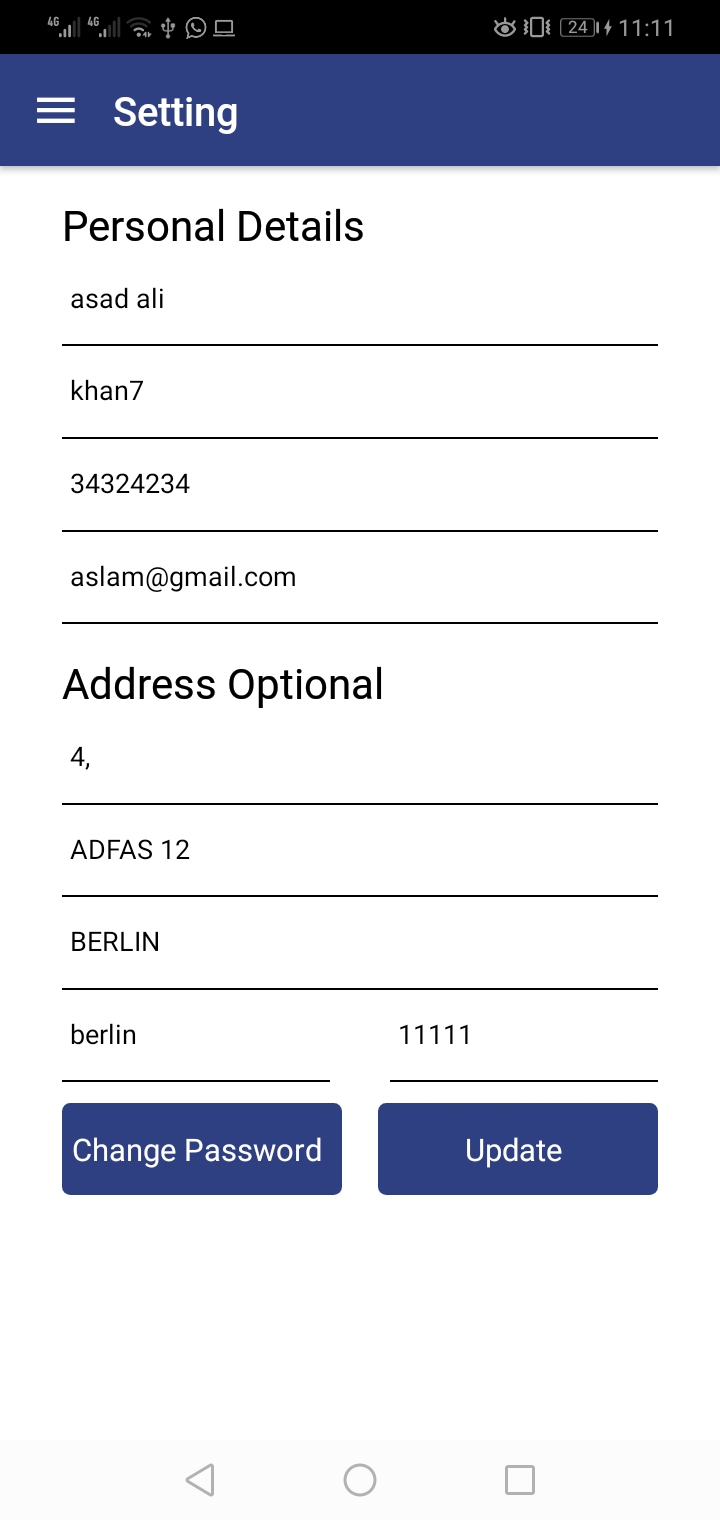 4G 4G 24 11:11
Setting
Personal Details
asad ali
khan7
34324234
aslam@gmail.com
Address Optional
4,
ADFAS 12
BERLIN
berlin 11111
Change Password Update